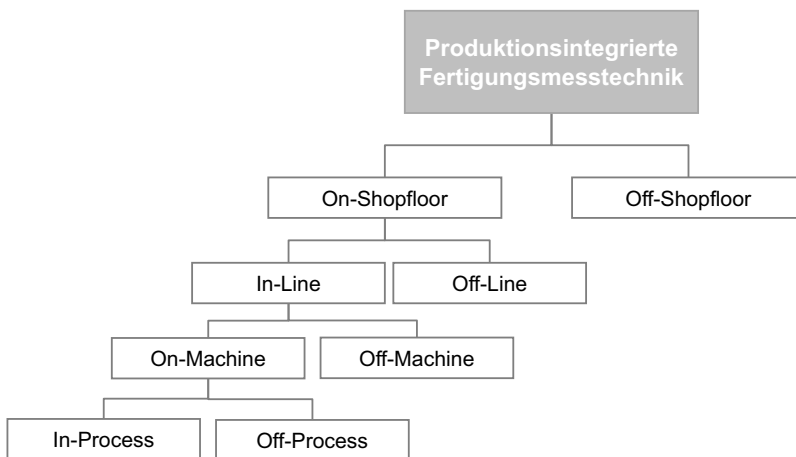 Produktionsintegrierte
Fertigungsmesstechnik
On-Shopfloor
Off-Shopfloor
In-Line
Off-Line
On-Machine
Off-Machine
In-Process
Off-Process